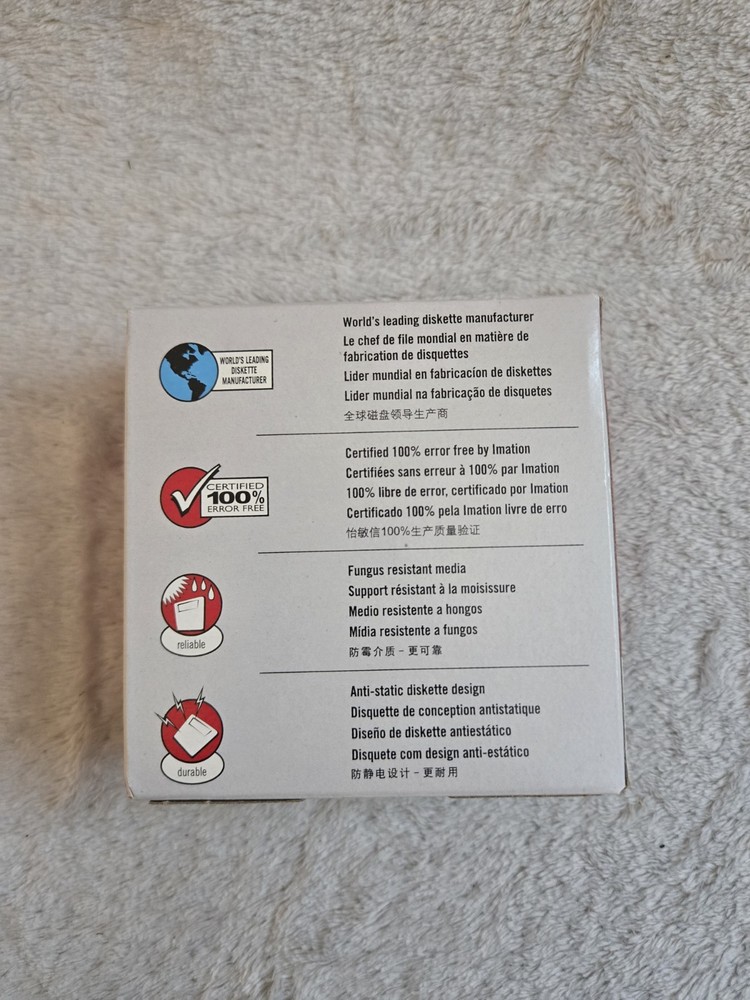 WORLD'S LEADING
DISKETTE
MANUFACTURER
World's leading diskette manufacturer
Le chef de file mondial en matière de
fabrication de disquettes
Lider mundial en fabricacíon de diskettes
Lider mundial na fabricação de disquetes
全球磁盘领导生产商
CERTIFIED
100%
ERROR FREE
Certified 100% error free by Imation
Certifiées sans erreur à 100% par Imation
100% libre de error, certificado por Imation
Certificado 100% pela Imation livre de erro
怡敏信100%生产质量验证
reliable
Fungus resistant media
Support résistant à la moisissure
Medio resistente a hongos
Mídia resistente a fungos
防霉介质 - 更可靠
durable
Anti-static diskette design
Disquette de conception antistatique
Diseño de diskette antiestático
Disquete com design anti-estático
防静电设计 - 更耐用